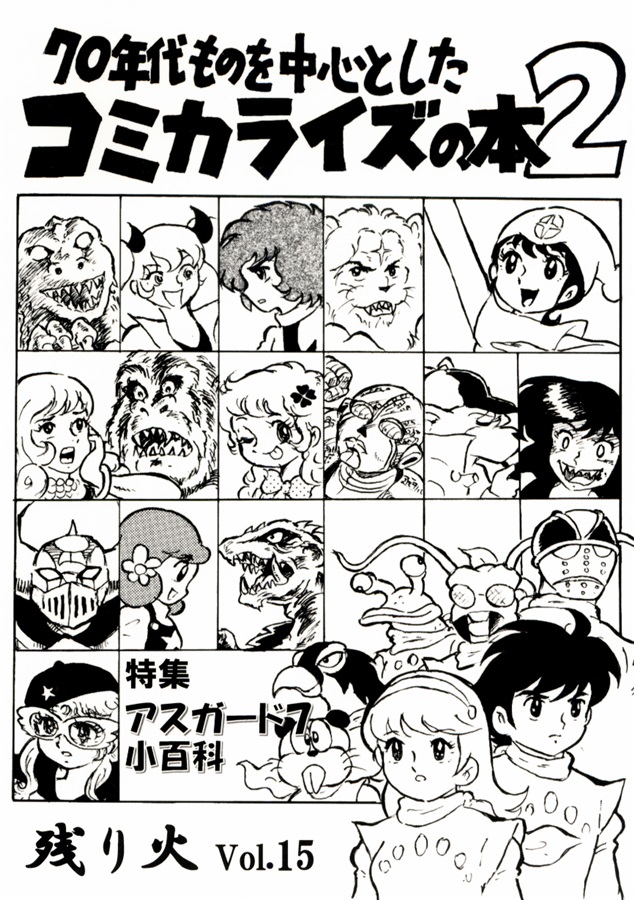 70年代ものを中心とした
コミカライズの本2
特集
アスガード7
小百科
残り火 Vol.15